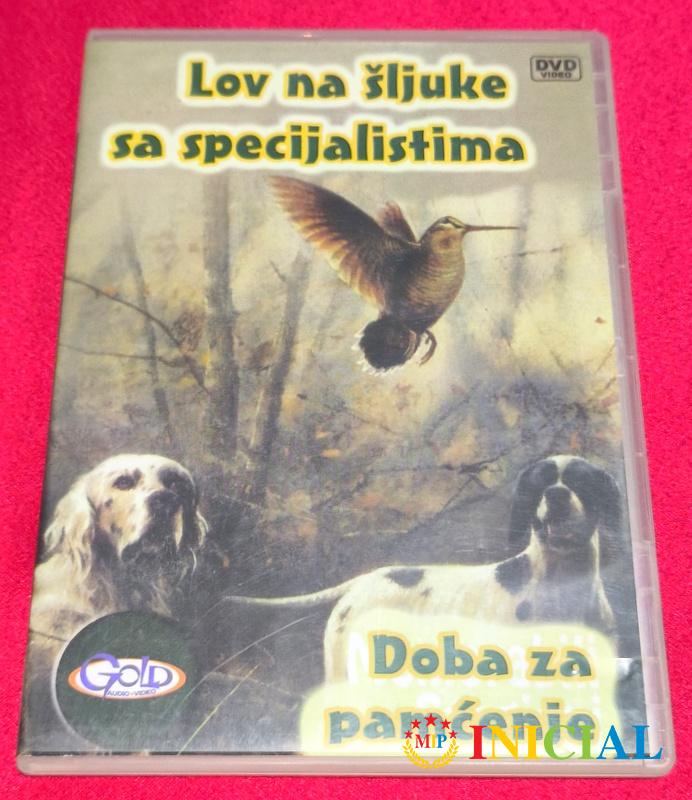 Lov na šljuke
DVD
VIDEO
sa specijalistima
GOLD
AUDIO-VIDEO
Doba za
pamćenje
MP
INICIAL